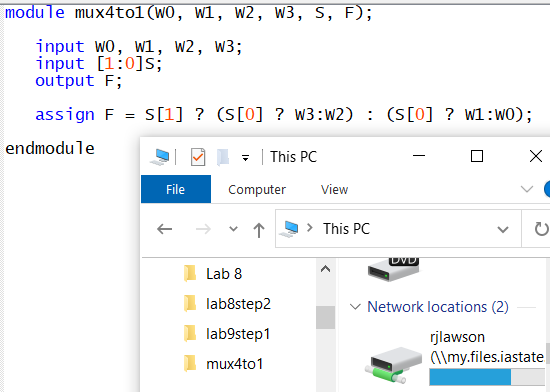 module mux4to1(W0, W1, W2, W3, S, F);
input W0, W1, W2, W3;
input [1:0]S;
output F;
assign F = S[1] ? (S[0] ? W3:W2) : (S[0] ? W1:W0);
endmodule
This PC
File Computer View
This PC
Lab 8
lab8step2
lab9step1
mux4to1
DVD
Network locations (2)
rjlawson
(\\my.files.iastate